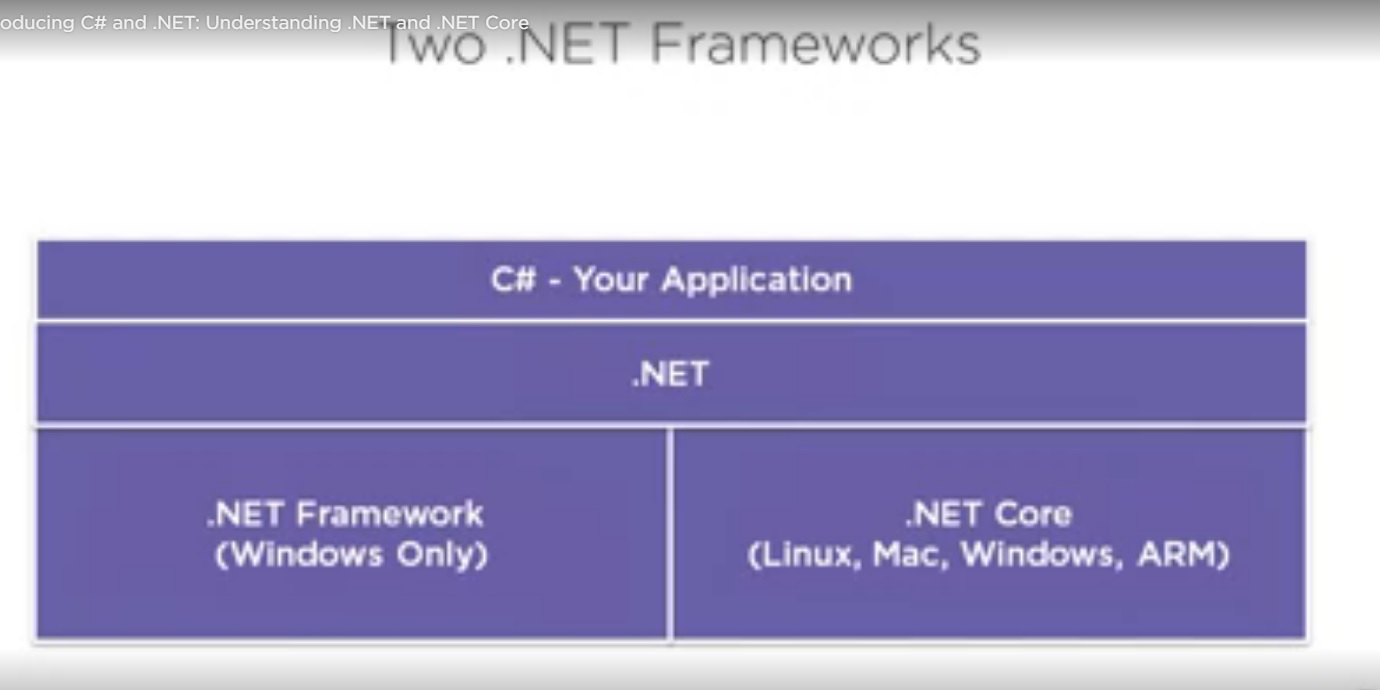 oducing C# and .NET: Understanding .NET and .NET Core
Two .NET Frameworks
C# - Your Application
.NET
.NET Framework
(Windows Only)
.NET Core
(Linux, Mac, Windows, ARM)